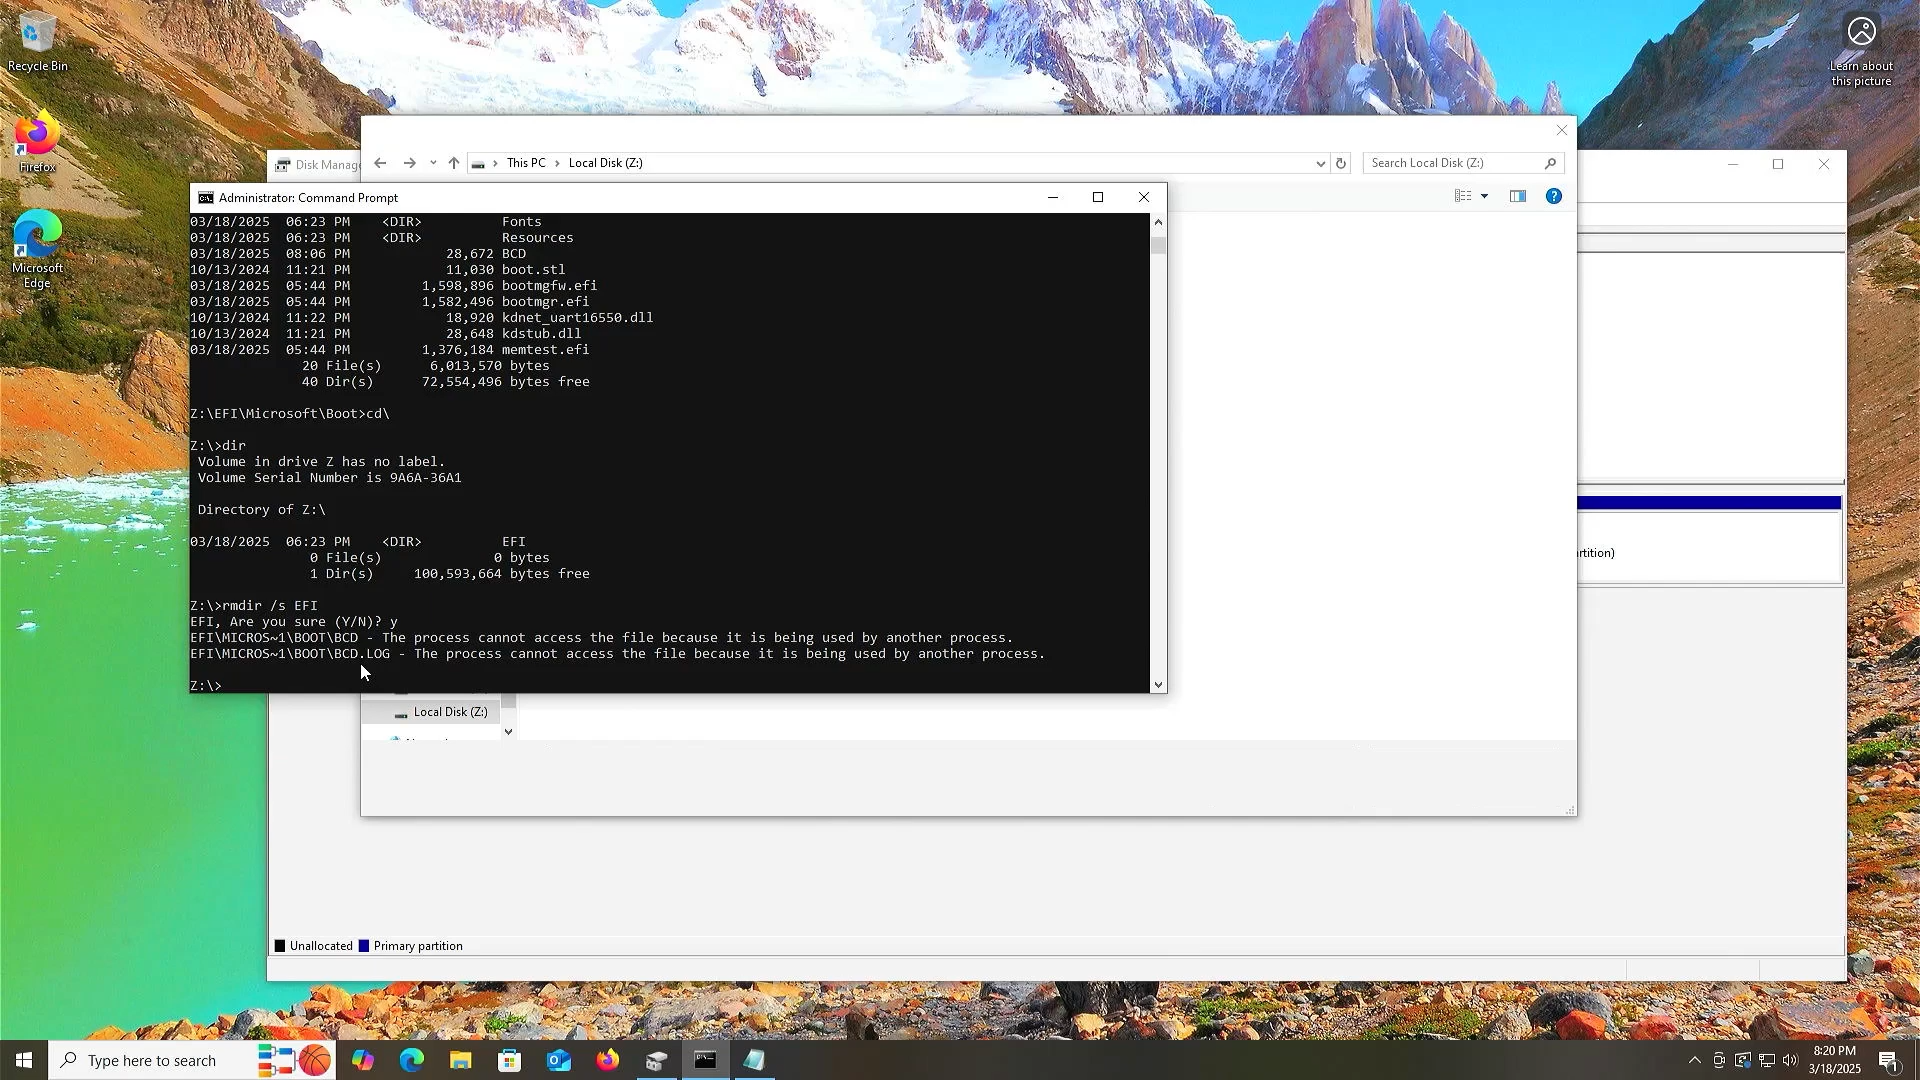 Recycle Bin
Firefox
Microsoft
Edge
Learn about
this picture
Disk Manag
This PC
Local Disk (Z:)
Search Local Disk (Z:)
Administrator: Command Prompt
03/18/2025  06:23 PM    <DIR>          Fonts
03/18/2025  06:23 PM    <DIR>          Resources
03/18/2025  08:06 PM            28,672 BCD
10/13/2024  11:21 PM            11,030 boot.stl
03/18/2025  05:44 PM         1,598,896 bootmgfw.efi
03/18/2025  05:44 PM         1,582,496 bootmgr.efi
10/13/2024  11:22 PM            18,920 kdnet_uart16550.dll
10/13/2024  11:21 PM            28,648 kdstub.dll
03/18/2025  05:44 PM         1,376,184 memtest.efi
20 File(s)      6,013,570 bytes
40 Dir(s)      72,554,496 bytes free
Z:\EFI\Microsoft\Boot>cd\
Z:\>dir
Volume in drive Z has no label.
Volume Serial Number is 9A6A-36A1
Directory of Z:\
03/18/2025  06:23 PM    <DIR>          EFI
0 File(s)              0 bytes
1 Dir(s)     100,593,664 bytes free
Z:\>rmdir /s EFI
EFI, Are you sure (Y/N)? y
EFI\MICROS~1\BOOT\BCD - The process cannot access the file because it is being used by another process.
EFI\MICROS~1\BOOT\BCD.LOG - The process cannot access the file because it is being used by another process.
Z:\>
rtition)
Local Disk (Z:)
Unallocated
Primary partition
Type here to search
8:20 PM
3/18/2025
1